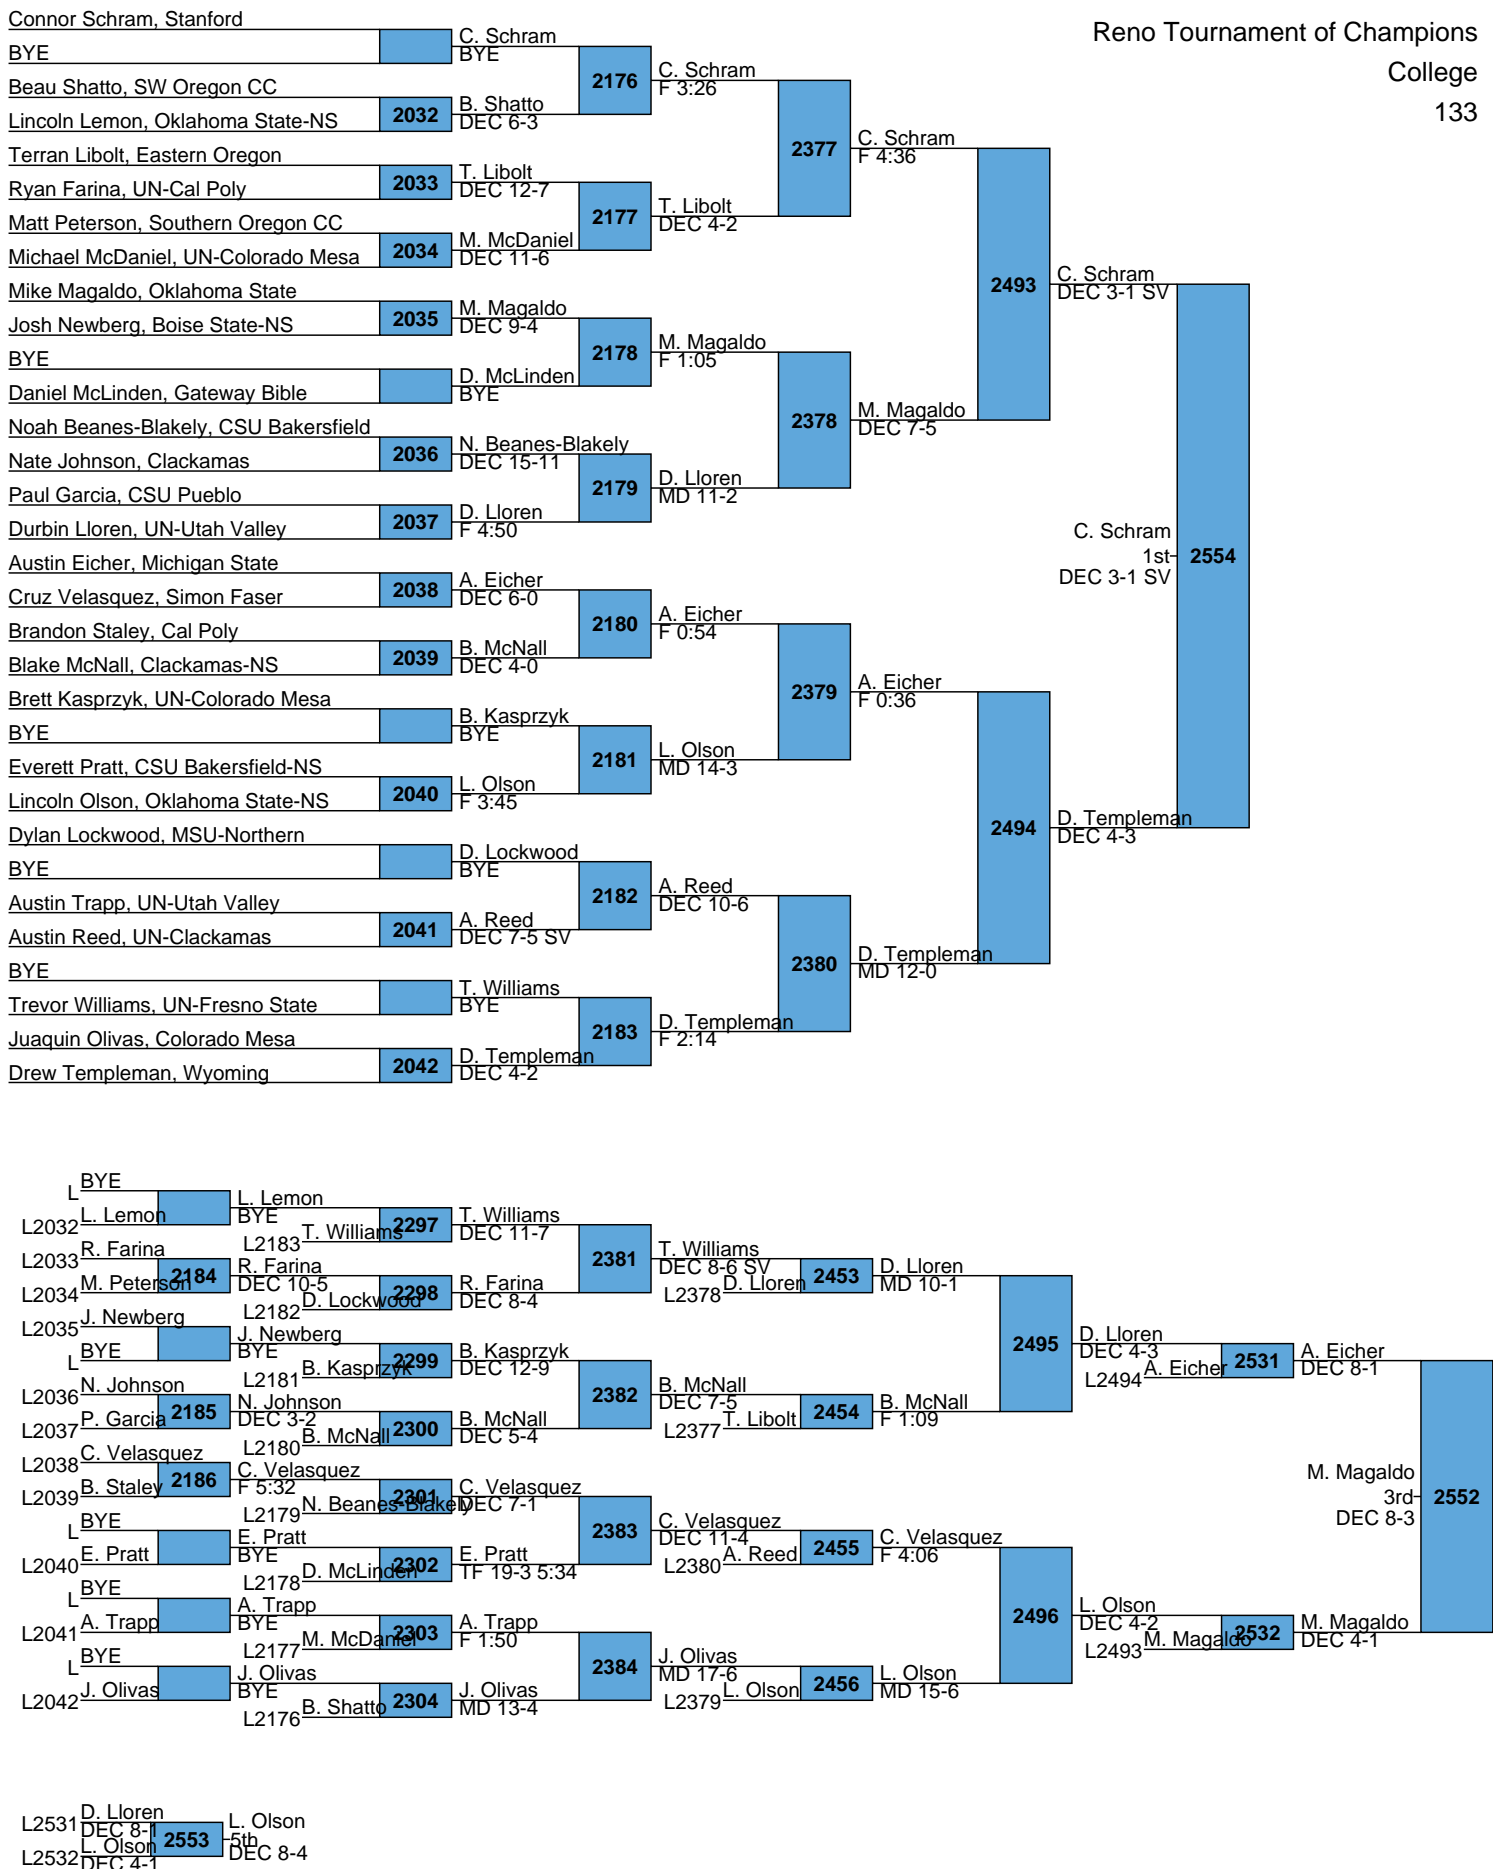 Reno Tournament of Champions
College
133
Connor Schram, Stanford
BYE
Beau Shatto, SW Oregon CC
Lincoln Lemon, Oklahoma State-NS
Terran Libolt, Eastern Oregon
Ryan Farina, UN-Cal Poly
Matt Peterson, Southern Oregon CC
Michael McDaniel, UN-Colorado Mesa
Mike Magaldo, Oklahoma State
Josh Newberg, Boise State-NS
BYE
Daniel McLinden, Gateway Bible
Noah Beanes-Blakely, CSU Bakersfield
Nate Johnson, Clackamas
Paul Garcia, CSU Pueblo
Durbin Lloren, UN-Utah Valley
Austin Eicher, Michigan State
Cruz Velasquez, Simon Faser
Brandon Staley, Cal Poly
Blake McNall, Clackamas-NS
Brett Kasprzyk, UN-Colorado Mesa
BYE
Everett Pratt, CSU Bakersfield-NS
Lincoln Olson, Oklahoma State-NS
Dylan Lockwood, MSU-Northern
BYE
Austin Trapp, UN-Utah Valley
Austin Reed, UN-Clackamas
BYE
Trevor Williams, UN-Fresno State
Juaquin Olivas, Colorado Mesa
Drew Templeman, Wyoming
C. Schram
BYE
2032
B. Shatto
DEC 6-3
2033
T. Libolt
DEC 12-7
2034
M. McDaniel
DEC 11-6
2035
M. Magaldo
DEC 9-4
D. McLinden
BYE
2036
N. Beanes-Blakely
DEC 15-11
2037
D. Lloren
F 4:50
2038
A. Eicher
DEC 6-0
2039
B. McNall
DEC 4-0
B. Kasprzyk
BYE
2040
L. Olson
F 3:45
D. Lockwood
BYE
2041
A. Reed
DEC 7-5 SV
T. Williams
BYE
2042
D. Templeman
DEC 4-2
2176
C. Schram
F 3:26
2177
T. Libolt
DEC 4-2
2178
M. Magaldo
F 1:05
2179
D. Lloren
MD 11-2
2180
A. Eicher
F 0:54
2181
L. Olson
MD 14-3
2182
A. Reed
DEC 10-6
2183
D. Templeman
F 2:14
2377
C. Schram
F 4:36
2378
M. Magaldo
DEC 7-5
2379
A. Eicher
F 0:36
2380
D. Templeman
MD 12-0
2493
C. Schram
DEC 3-1 SV
2494
D. Templeman
DEC 4-3
C. Schram
1st
DEC 3-1 SV
2554
L
BYE
L2032
L. Lemon
L2033
R. Farina
L2034
M. Peterson
L2035
J. Newberg
L
BYE
L2036
N. Johnson
L2037
P. Garcia
L2038
C. Velasquez
L2039
B. Staley
L
BYE
L2040
E. Pratt
L
BYE
L2041
A. Trapp
L
BYE
L2042
J. Olivas
L. Lemon
BYE
L2183
T. Williams
2184
R. Farina
DEC 10-5
L2182
D. Lockwood
J. Newberg
BYE
L2181
B. Kasprzyk
2185
N. Johnson
DEC 3-2
L2180
B. McNall
2186
C. Velasquez
F 5:32
L2179
N. Beanes-Blakely
E. Pratt
BYE
L2178
D. McLinden
A. Trapp
BYE
L2177
M. McDaniel
J. Olivas
BYE
L2176
B. Shatto
2297
T. Williams
DEC 11-7
2298
R. Farina
DEC 8-4
2299
B. Kasprzyk
DEC 12-9
2300
B. McNall
DEC 5-4
2301
C. Velasquez
DEC 7-1
2302
E. Pratt
TF 19-3 5:34
2303
A. Trapp
F 1:50
2304
J. Olivas
MD 13-4
2381
T. Williams
DEC 8-6 SV
L2378
D. Lloren
2382
B. McNall
DEC 7-5
L2377
T. Libolt
2383
C. Velasquez
DEC 11-4
L2380
A. Reed
2384
J. Olivas
MD 17-6
L2379
L. Olson
2453
D. Lloren
MD 10-1
2454
B. McNall
F 1:09
2455
C. Velasquez
F 4:06
2456
L. Olson
MD 15-6
2495
D. Lloren
DEC 4-3
L2494
A. Eicher
2496
L. Olson
DEC 4-2
L2493
M. Magaldo
2531
A. Eicher
DEC 8-1
2532
M. Magaldo
DEC 4-1
M. Magaldo
3rd
DEC 8-3
2552
L2531
D. Lloren
DEC 8-1
L2532
L. Olson
DEC 4-1
2553
L. Olson
5th
DEC 8-4